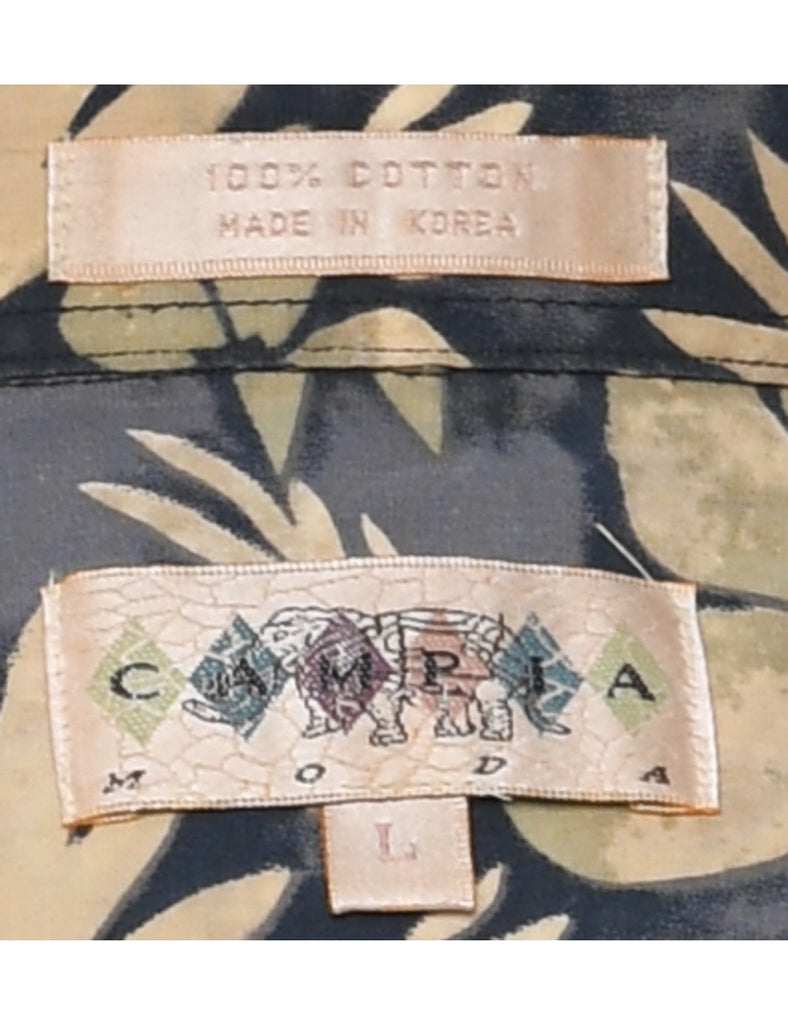 100% COTTON
MADE IN KOREA
CAMPIA
MODA
L